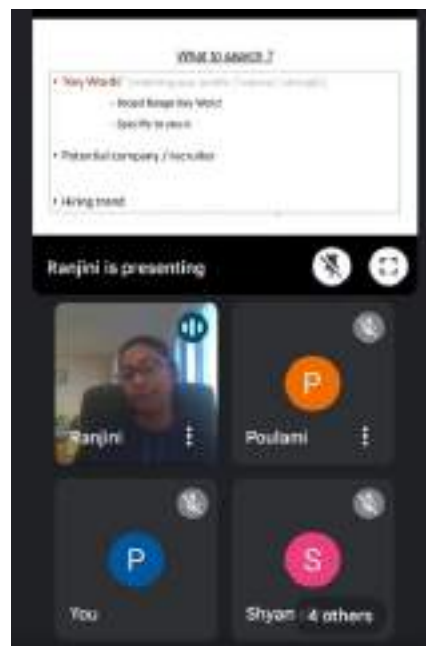 What to search ?
• 'Key Words'
- Broad Range Key Word
- Specific to you
• Potential company / recruiter
• Hiring trend
Ranjini is presenting
P
Ranjini
Poulami
P
S
You
Shyam
4 others